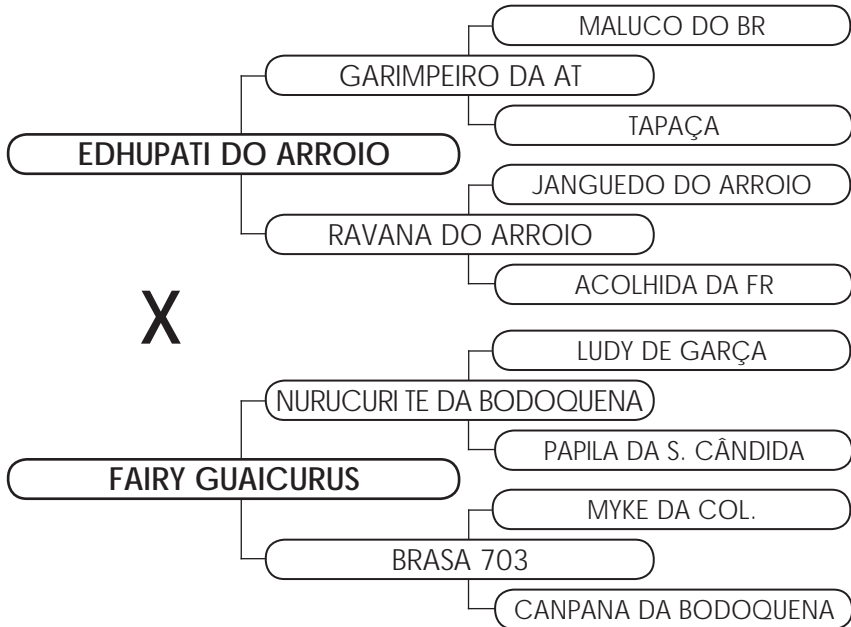 MALUCO DO BR
GARIMPEIRO DA AT
TAPAÇA
EDHUPATI DO ARROIO
JANGUEDO DO ARROIO
RAVANA DO ARROIO
ACOLHIDA DA FR
X
LUDY DE GARÇA
NURUCURI TE DA BODOQUENA
PAPILA DA S. CÂNDIDA
FAIRY GUAICURUS
MYKE DA COL.
BRASA 703
CANPANA DA BODOQUENA